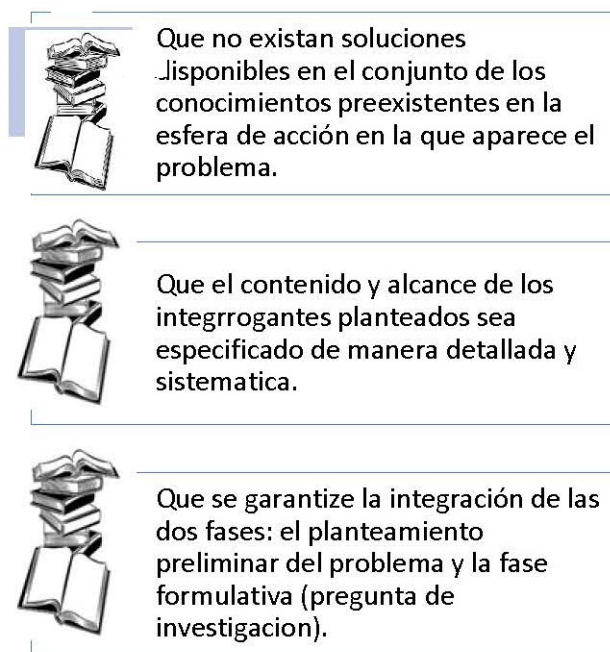 Que no existan soluciones
disponibles en el conjunto de los
conocimientos preexistentes en la
esfera de acción en la que aparece el
problema.
Que el contenido y alcance de los
integrrogantes planteados sea
especificado de manera detallada y
sistematica.
Que se garantize la integración de las
dos fases: el planteamiento
preliminar del problema y la fase
formulativa (pregunta de
investigacion).